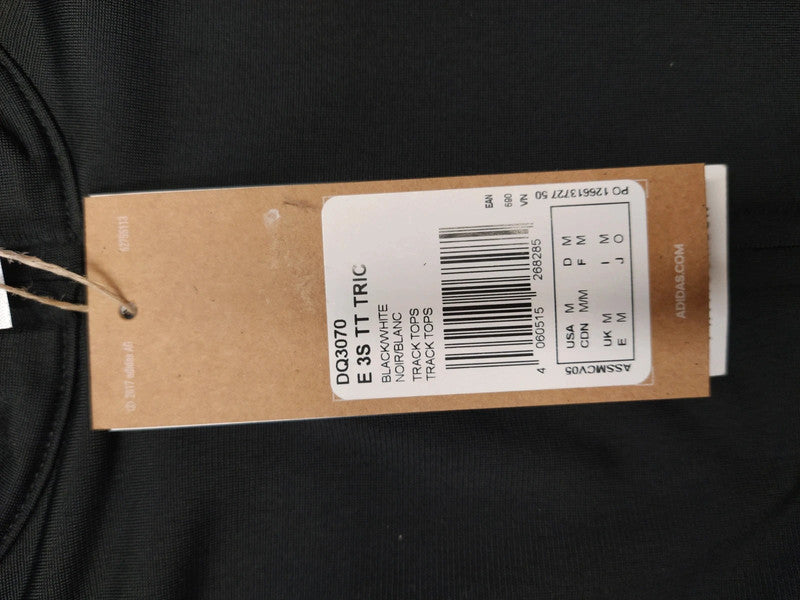 DQ3070
E 3S TT TRIC
BLACK/WHITE
NOIR/BLANC
TRACK TOPS
TRACK TOPS
EAN
690
VN
4 060515 268285
USA M D M
CDN M/M F M
UK M I M
E M J O
ASSMCV05
PO 126613727 50
ADIDAS.COM
© 2017 adidas AG